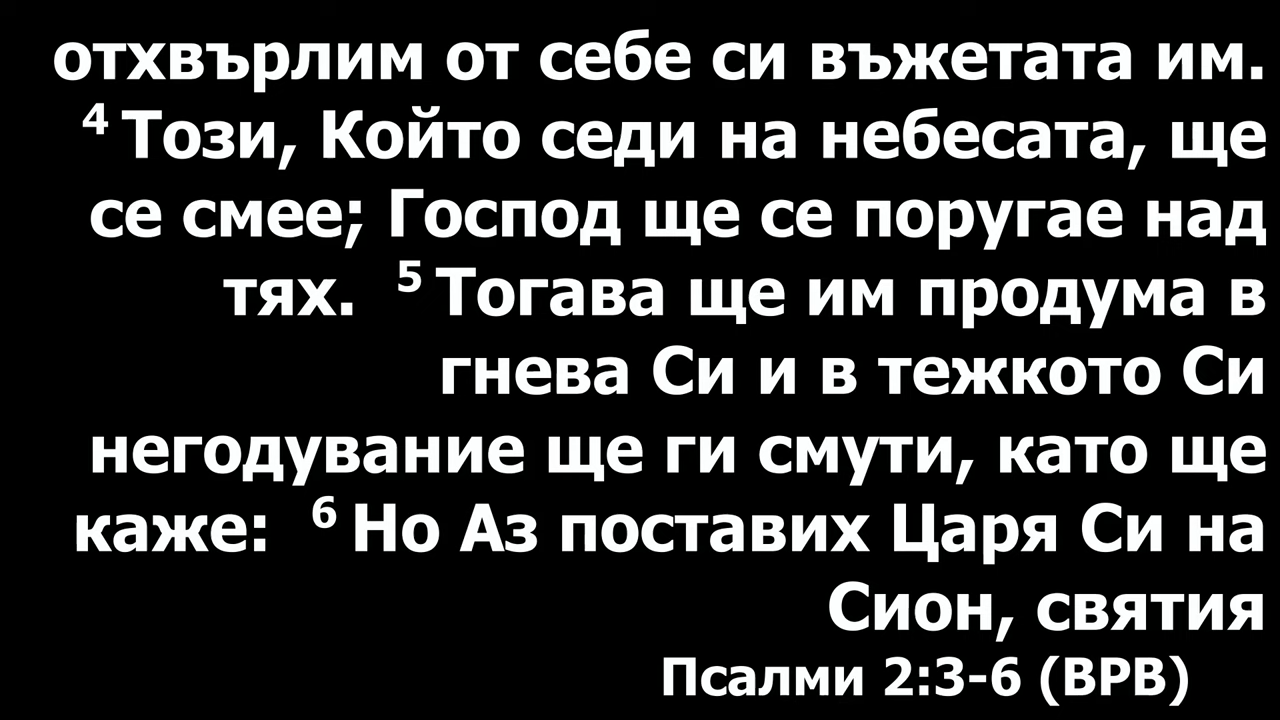 отхвърлим от себе си въжетата им.
4 Този, Който седи на небесата, ще
се смее; Господ ще се поругае над
тях. 5 Тогава ще им продума в
гнева Си и в тежкото Си
негодувание ще ги смути, като ще
каже: 6 Но Аз поставих Царя Си на
Сион, святия
Псалми 2:3-6 (ВРВ)